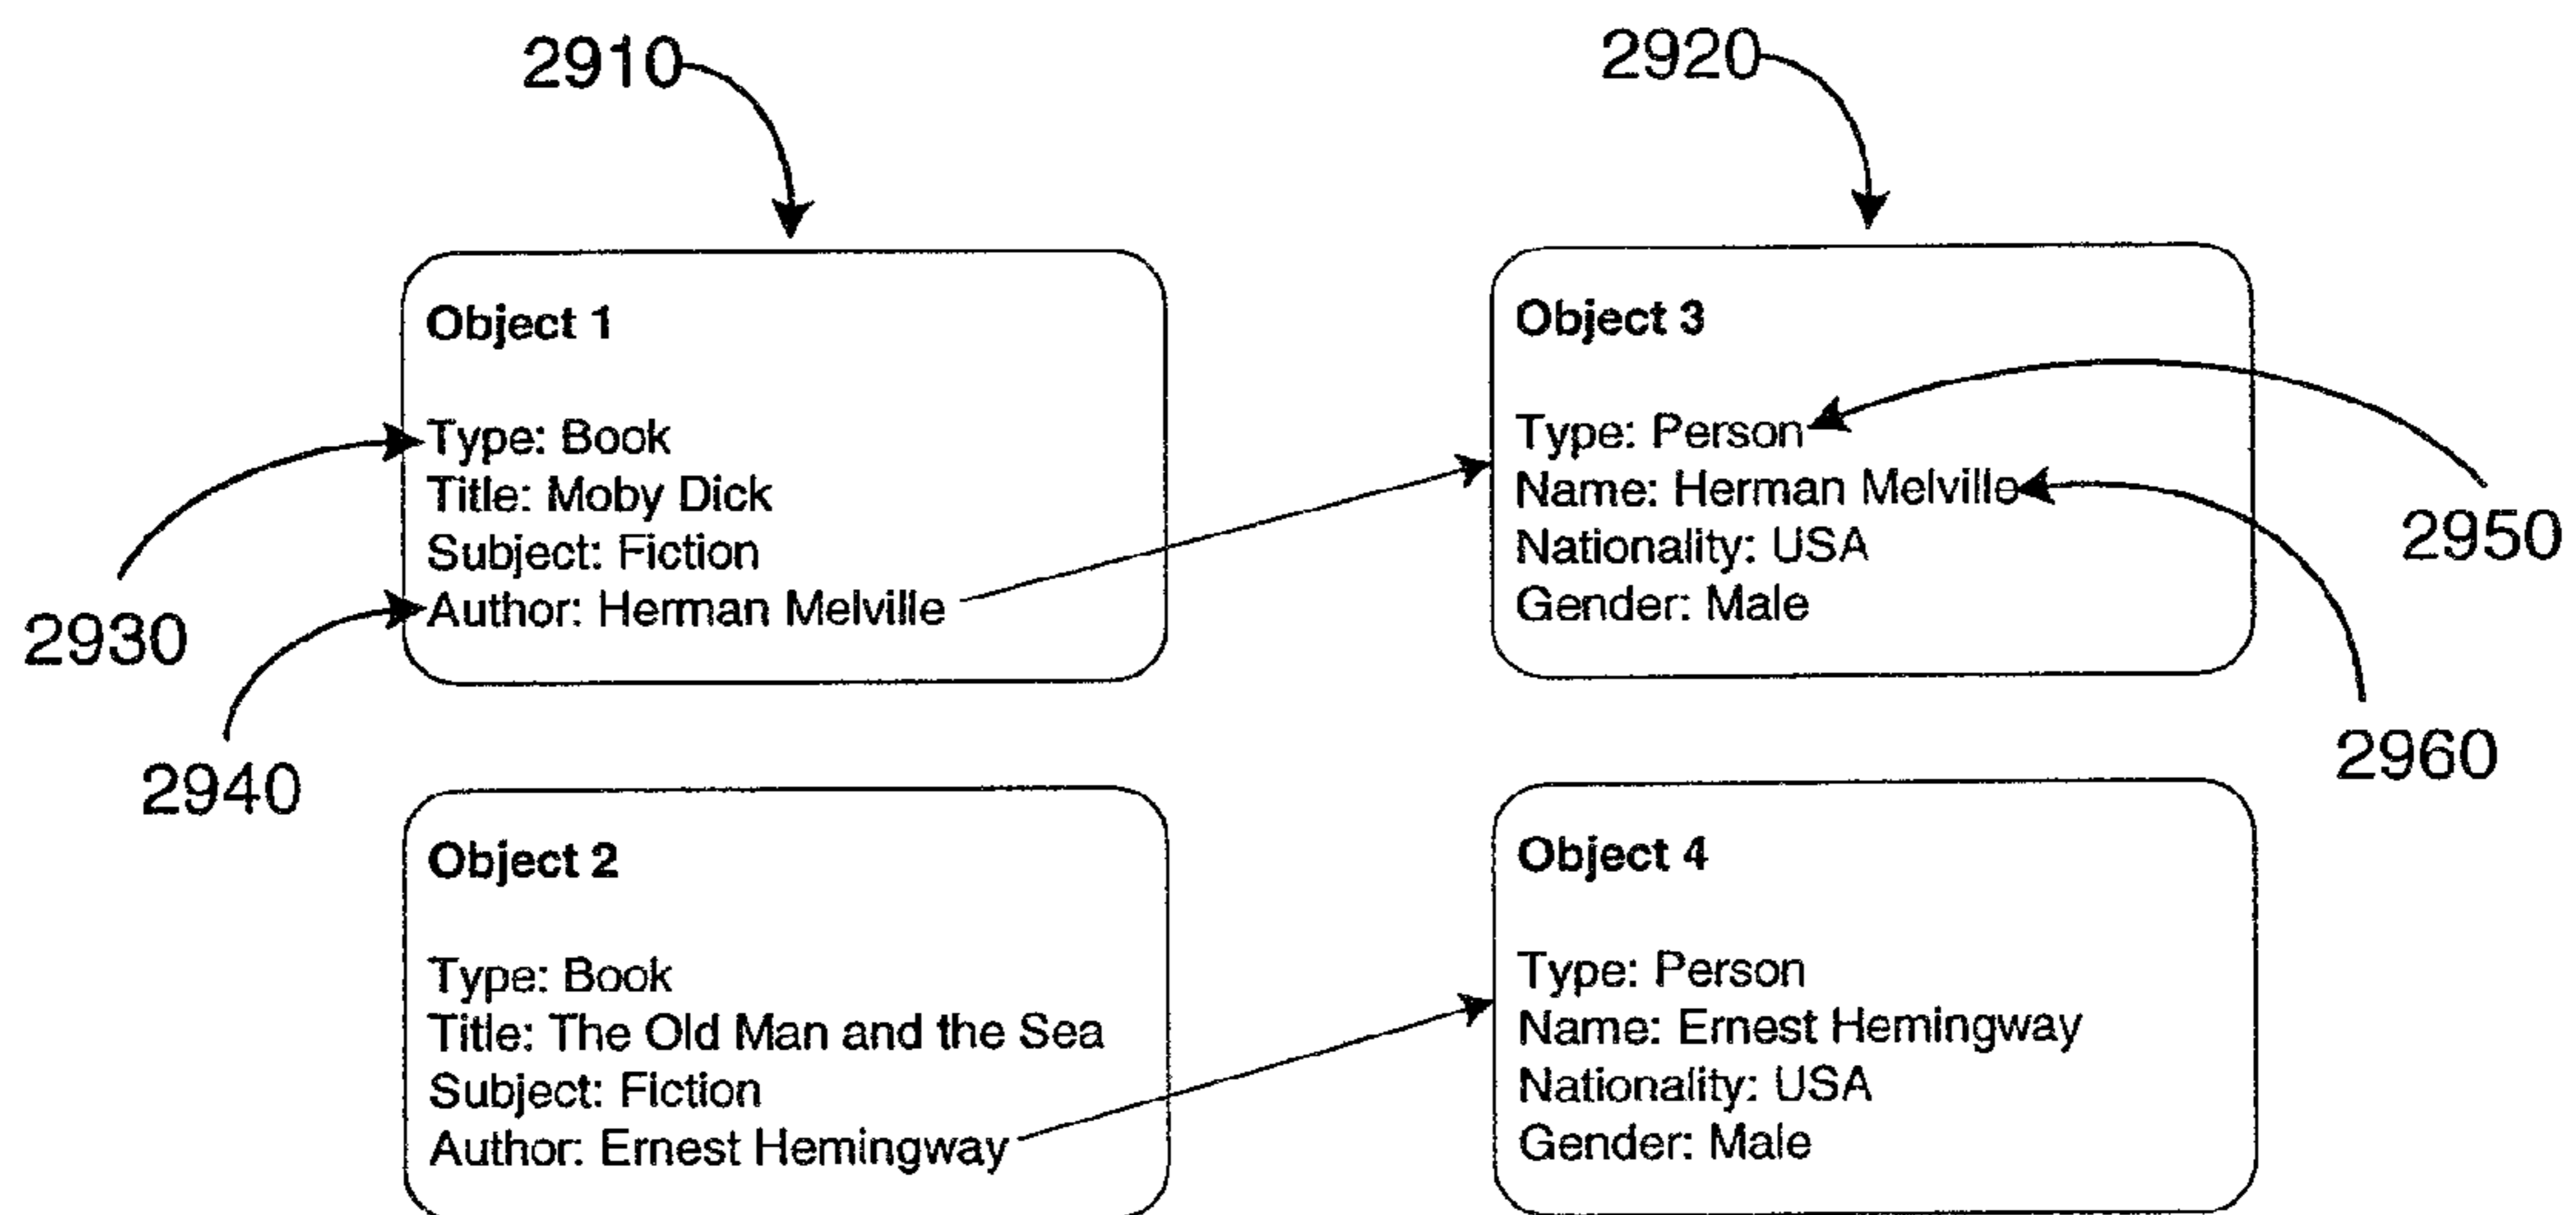 2910
2920
Object 1
Type: Book
Title: Moby Dick
Subject: Fiction
Author: Herman Melville
Object 3
Type: Person
Name: Herman Melville
Nationality: USA
Gender: Male
2930
2940
2950
2960
Object 2
Type: Book
Title: The Old Man and the Sea
Subject: Fiction
Author: Ernest Hemingway
Object 4
Type: Person
Name: Ernest Hemingway
Nationality: USA
Gender: Male